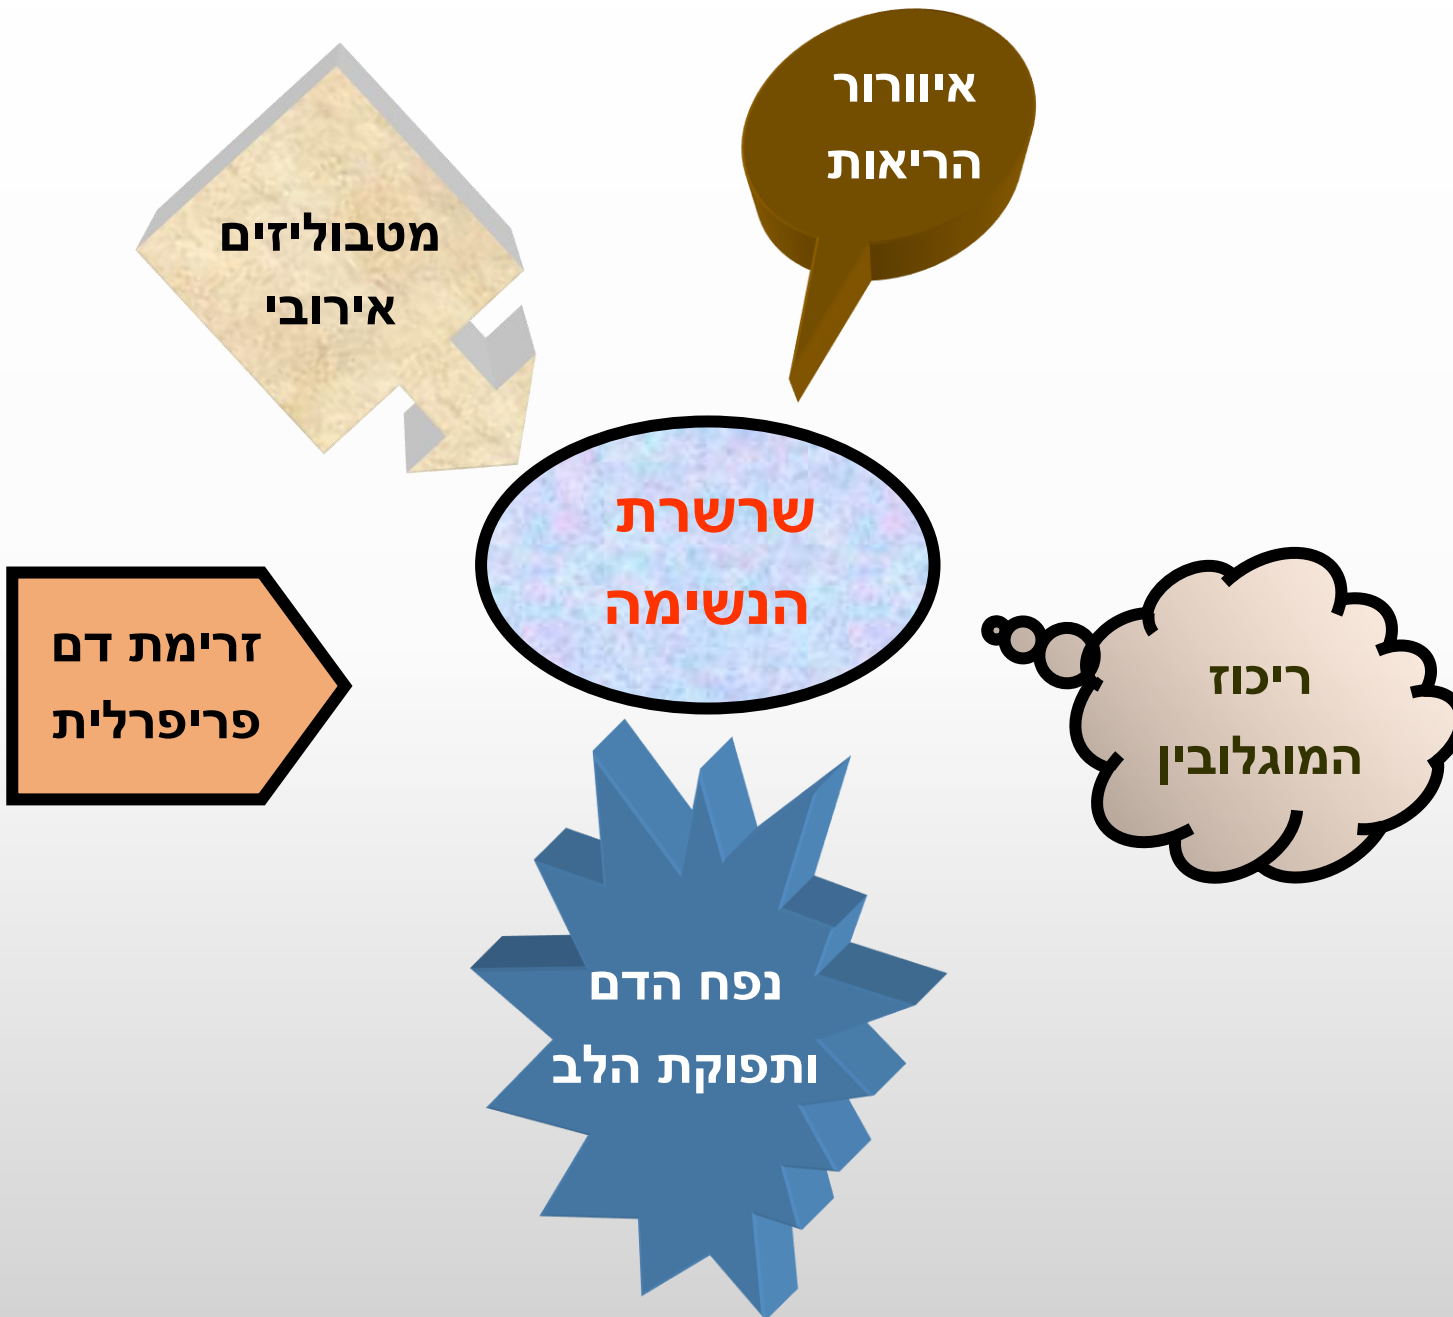 איוורור
הריאות
מטבוליזים
אירובי
שרשרת
הנשימה
זרימת דם
פריפרלית
ריכוז
המוגלובין
נפח הדם
ותפוקת הלב